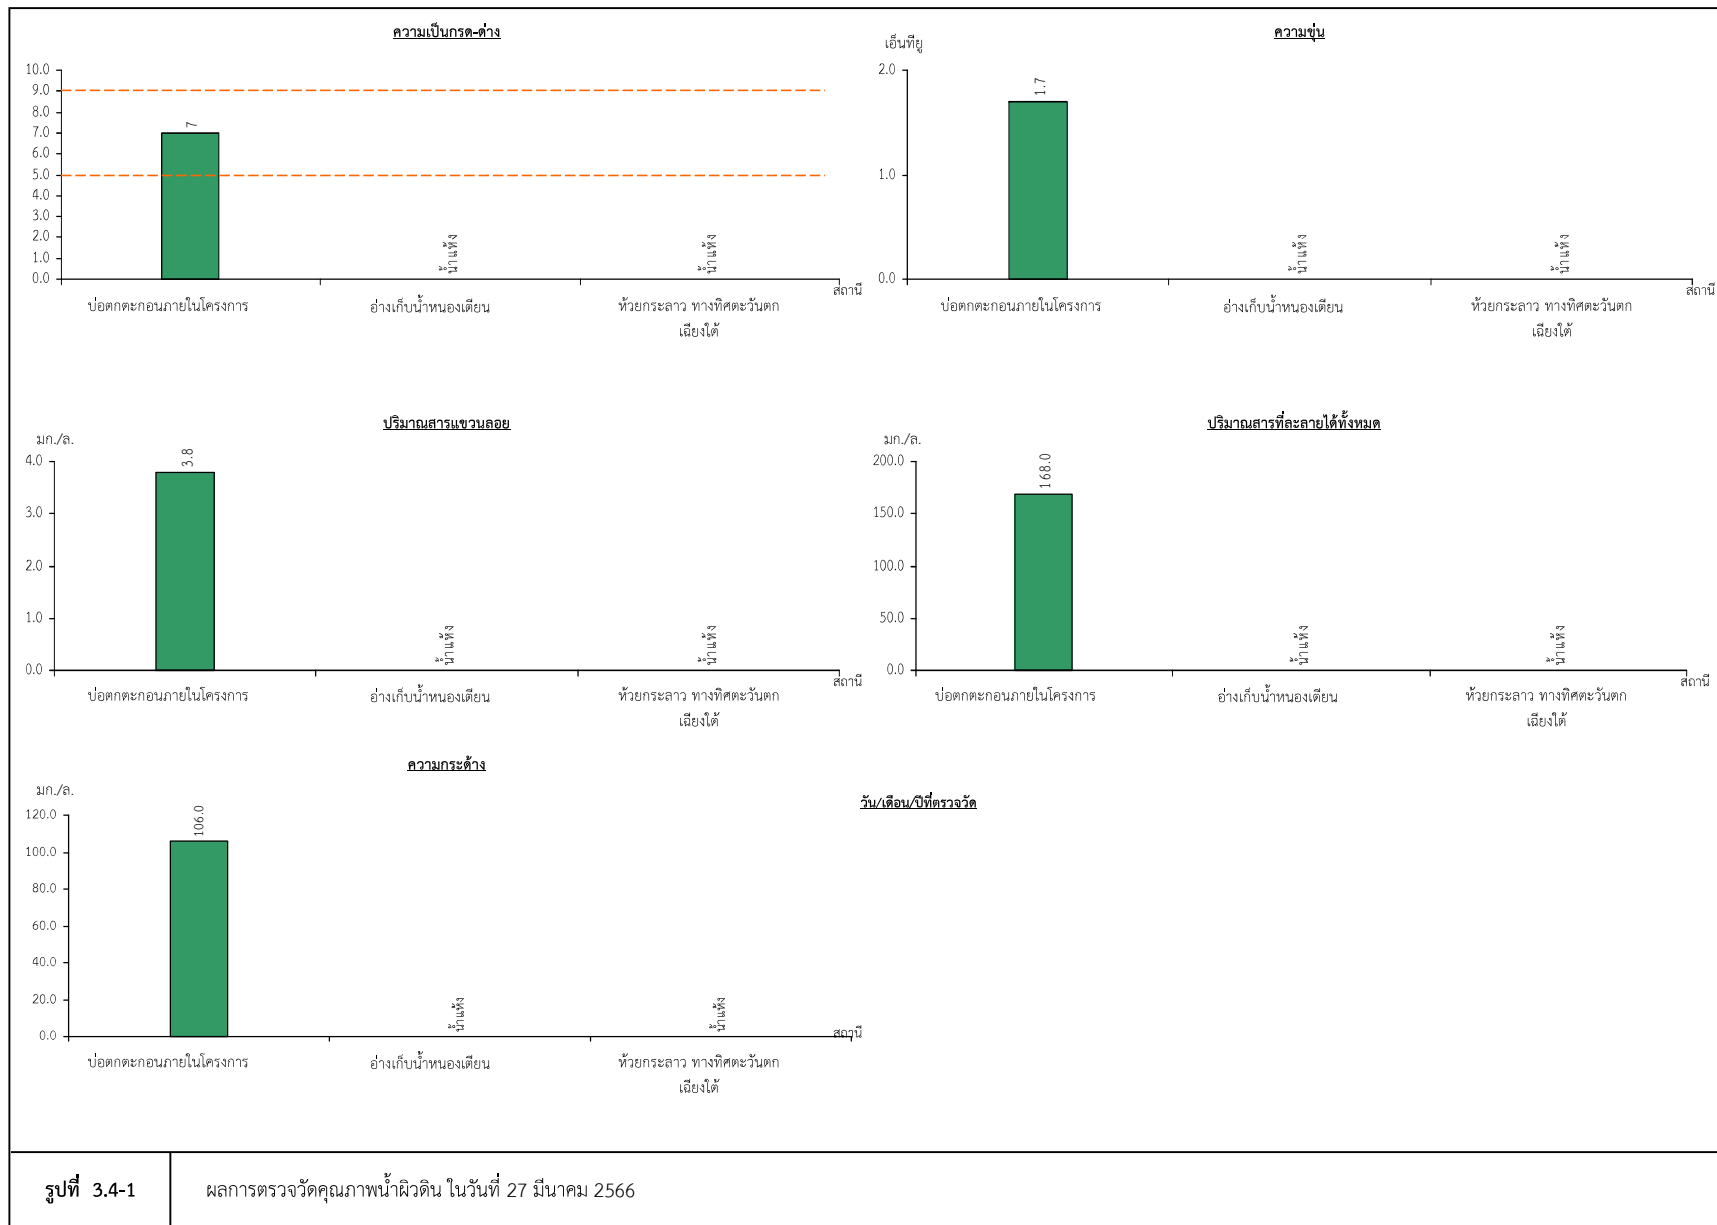 ความเป็นกรด-ด่าง
10.0
9.0
8.0
7.0
6.0
5.0
4.0
3.0
2.0
1.0
0.0
7
น้ำแห้ง
น้ำแห้ง
สถานี
บ่อตกตะกอนภายในโครงการ
อ่างเก็บน้ำหนองเตียน
ห้วยกระลาว ทางทิศตะวันตก
เฉียงใต้
ความขุ่น
เอ็นทียู
2.0
1.0
0.0
1.7
น้ำแห้ง
น้ำแห้ง
สถานี
บ่อตกตะกอนภายในโครงการ
อ่างเก็บน้ำหนองเตียน
ห้วยกระลาว ทางทิศตะวันตก
เฉียงใต้
ปริมาณสารแขวนลอย
มก./ล.
4.0
3.0
2.0
1.0
0.0
3.8
น้ำแห้ง
น้ำแห้ง
สถานี
บ่อตกตะกอนภายในโครงการ
อ่างเก็บน้ำหนองเตียน
ห้วยกระลาว ทางทิศตะวันตก
เฉียงใต้
ปริมาณสารที่ละลายได้ทั้งหมด
มก./ล.
200.0
150.0
100.0
50.0
0.0
168.0
น้ำแห้ง
น้ำแห้ง
สถานี
บ่อตกตะกอนภายในโครงการ
อ่างเก็บน้ำหนองเตียน
ห้วยกระลาว ทางทิศตะวันตก
เฉียงใต้
ความกระด้าง
มก./ล.
120.0
100.0
80.0
60.0
40.0
20.0
0.0
106.0
น้ำแห้ง
น้ำแห้ง
สถานี
บ่อตกตะกอนภายในโครงการ
อ่างเก็บน้ำหนองเตียน
ห้วยกระลาว ทางทิศตะวันตก
เฉียงใต้
วัน/เดือน/ปีที่ตรวจวัด
รูปที่ 3.4-1
ผลการตรวจวัดคุณภาพน้ำผิวดิน ในวันที่ 27 มีนาคม 2566